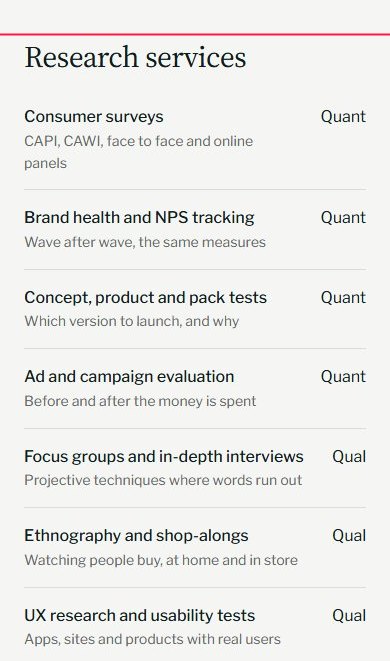 Research services
Consumer surveys Quant
CAPI, CAWI, face to face and online
panels
Brand health and NPS tracking Quant
Wave after wave, the same measures
Concept, product and pack tests Quant
Which version to launch, and why
Ad and campaign evaluation Quant
Before and after the money is spent
Focus groups and in-depth interviews Qual
Projective techniques where words run out
Ethnography and shop-alongs Qual
Watching people buy, at home and in store
UX research and usability tests Qual
Apps, sites and products with real users